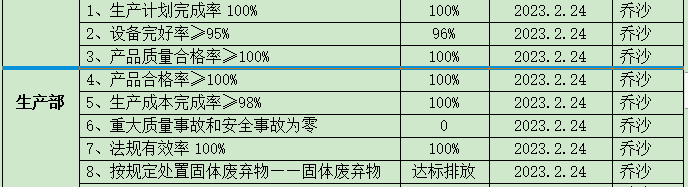 1、生产计划完成率 100% 100% 2023.2.24 乔沙
2、设备完好率≥95% 96% 2023.2.24 乔沙
3、产品质量合格率≥100% 100% 2023.2.24 乔沙
4、产品合格率≥100% 100% 2023.2.24 乔沙
生产部 5、生产成本完成率≥98% 100% 2023.2.24 乔沙
6、重大质量事故和安全事故为零 0 2023.2.24 乔沙
7、法规有效率 100% 100% 2023.2.24 乔沙
8、按规定处置固体废弃物——固体废弃物 达标排放 2023.2.24 乔沙